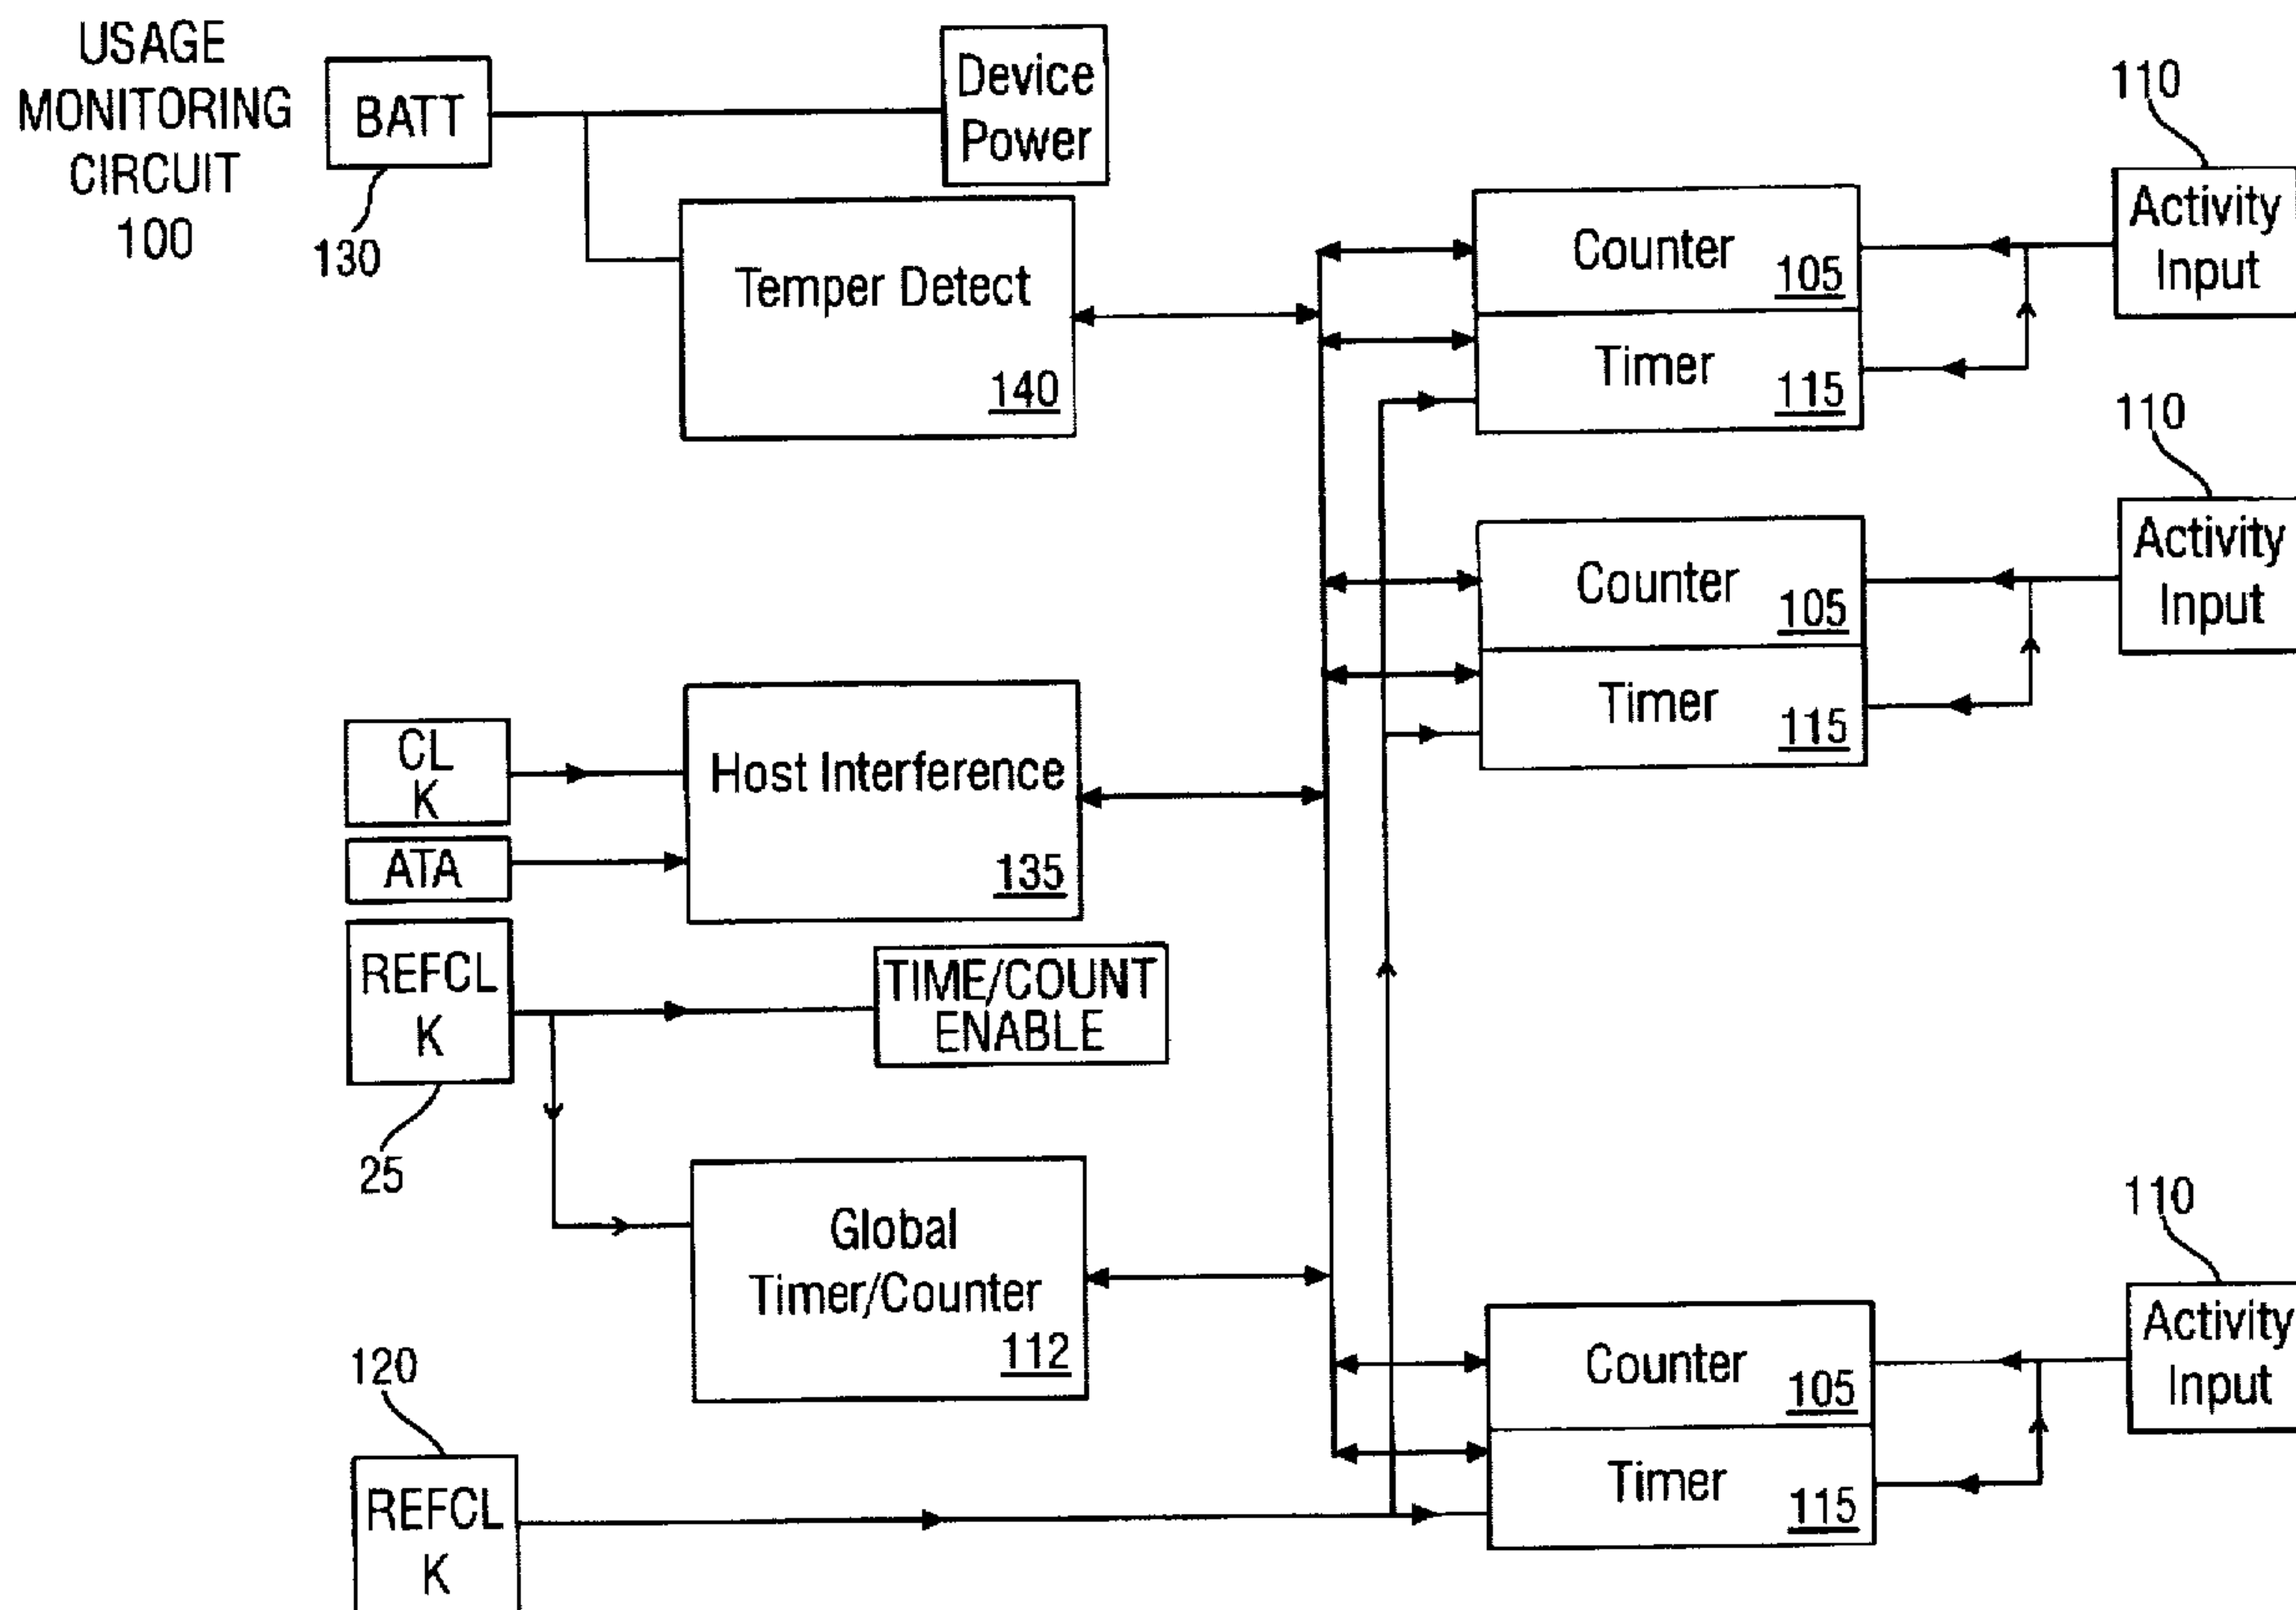 USAGE
MONITORING
CIRCUIT
100
BATT
130
Device
Power
Temper Detect
140
Counter
105
Timer
115
110
Activity
Input
Counter
105
Timer
115
110
Activity
Input
CL
K
ATA
Host Interference
135
REFCL
K
25
TIME/COUNT
ENABLE
Global
Timer/Counter
112
120
REFCL
K
Counter
105
Timer
115
110
Activity
Input